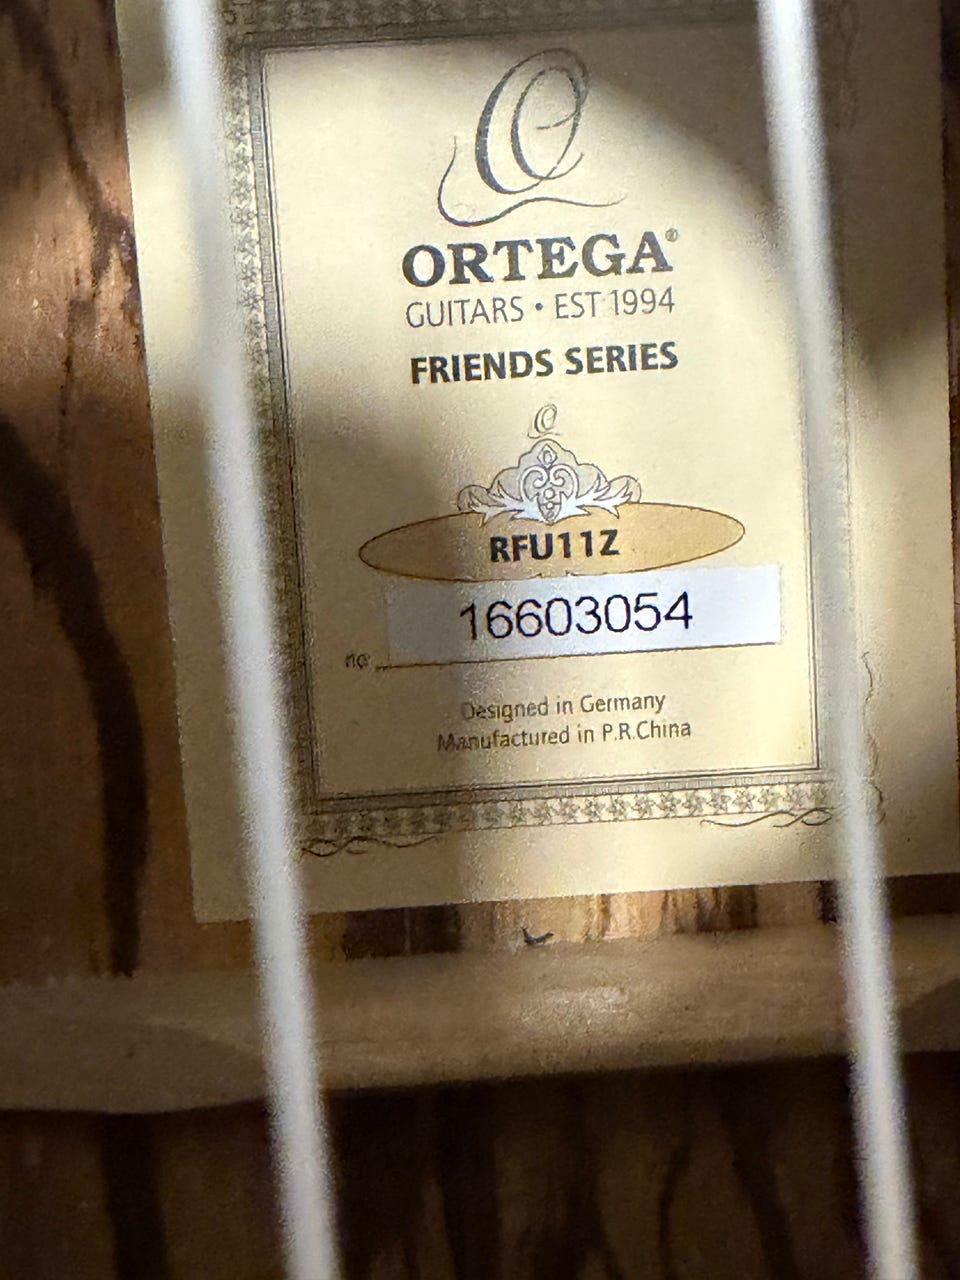 O
ORTEGA®
GUITARS • EST 1994
FRIENDS SERIES
O
RFU11Z
16603054
no
Designed in Germany
Manufactured in P.R.China